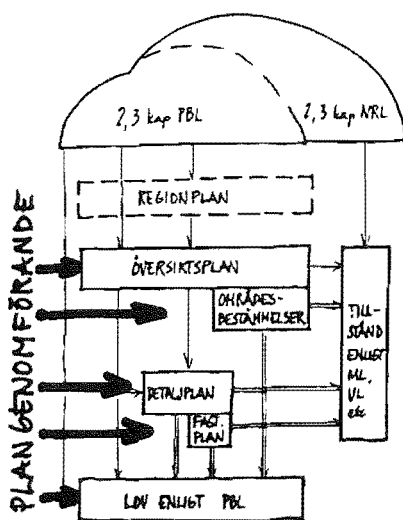 2,3 kap PBL
2,3 kap NRL
REGIONPLAN
ÖVERSIKTSPLAN
OMRÅDES-
BESTÄMMELSER
TILL-
STÅND
ENLIGT
ML,
VL
etc
DETALJPLAN
FAST.
PLAN
LOV ENLIGT PBL
PLANGENOMFÖRANDE